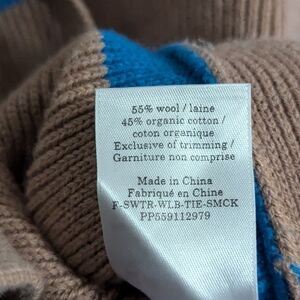 55% wool / laine
45% organic cotton /
coton organique
Exclusive of trimming /
Garniture non comprise
Made in China
Fabriqué en Chine
F-SWTR-WLB-TIE-SMCK
PP559112979